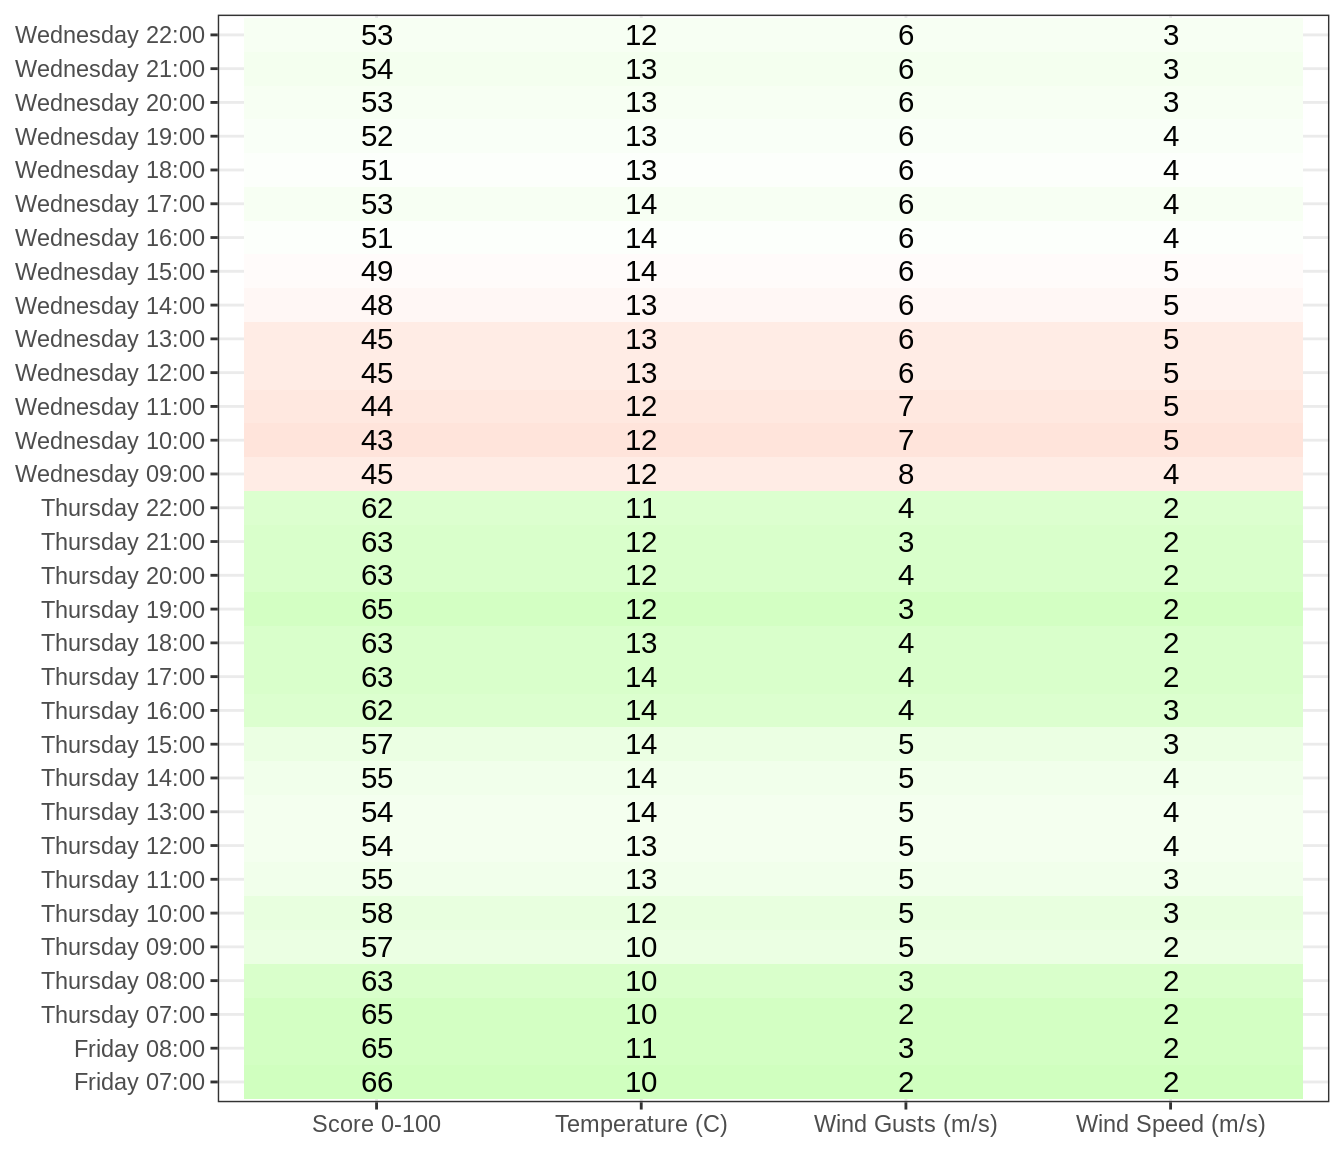 Wednesday 22:00 53 12 6 3
Wednesday 21:00 54 13 6 3
Wednesday 20:00 53 13 6 3
Wednesday 19:00 52 13 6 4
Wednesday 18:00 51 13 6 4
Wednesday 17:00 53 14 6 4
Wednesday 16:00 51 14 6 4
Wednesday 15:00 49 14 6 5
Wednesday 14:00 48 13 6 5
Wednesday 13:00 45 13 6 5
Wednesday 12:00 45 13 6 5
Wednesday 11:00 44 12 7 5
Wednesday 10:00 43 12 7 5
Wednesday 09:00 45 12 8 4
Thursday 22:00 62 11 4 2
Thursday 21:00 63 12 3 2
Thursday 20:00 63 12 4 2
Thursday 19:00 65 12 3 2
Thursday 18:00 63 13 4 2
Thursday 17:00 63 14 4 2
Thursday 16:00 62 14 4 3
Thursday 15:00 57 14 5 3
Thursday 14:00 55 14 5 4
Thursday 13:00 54 14 5 4
Thursday 12:00 54 13 5 4
Thursday 11:00 55 13 5 3
Thursday 10:00 58 12 5 3
Thursday 09:00 57 10 5 2
Thursday 08:00 63 10 3 2
Thursday 07:00 65 10 2 2
Friday 08:00 65 11 3 2
Friday 07:00 66 10 2 2
Score 0-100 Temperature (C) Wind Gusts (m/s) Wind Speed (m/s)